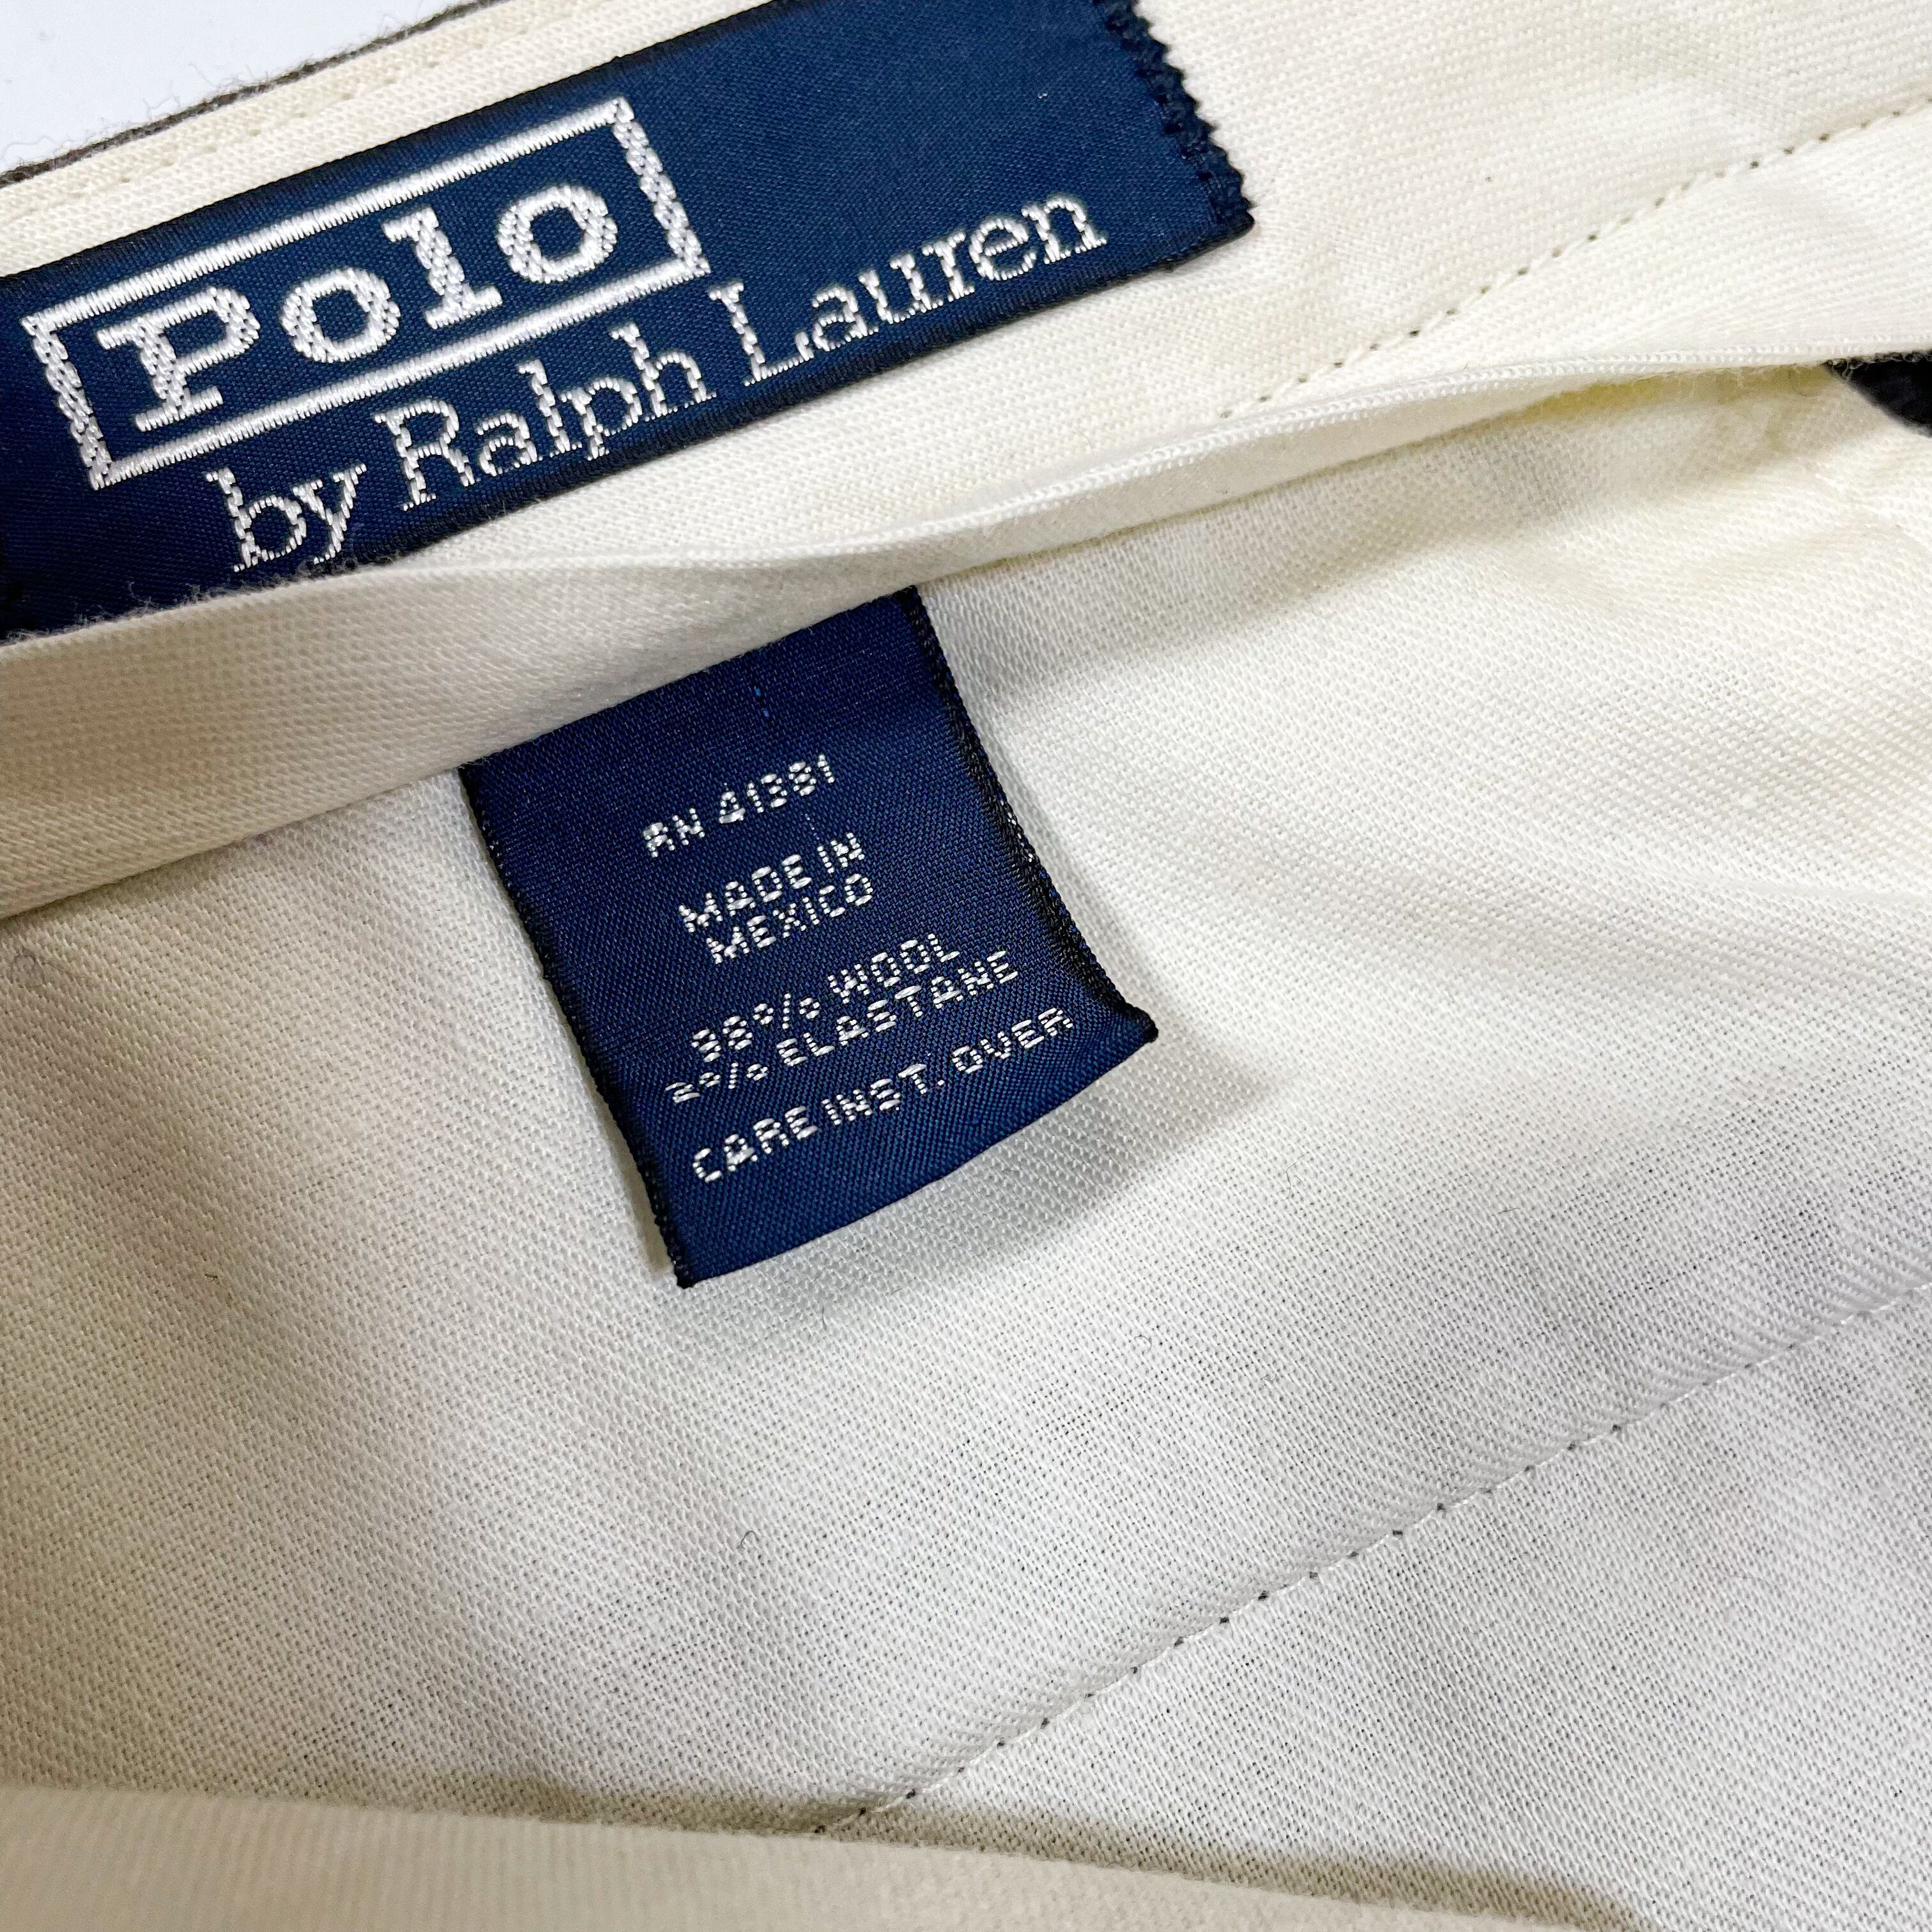 Polo
by Ralph Lauren
RN 41381
MADE IN
MEXICO
98% WOOL
2% ELASTANE
CARE INST. OVER